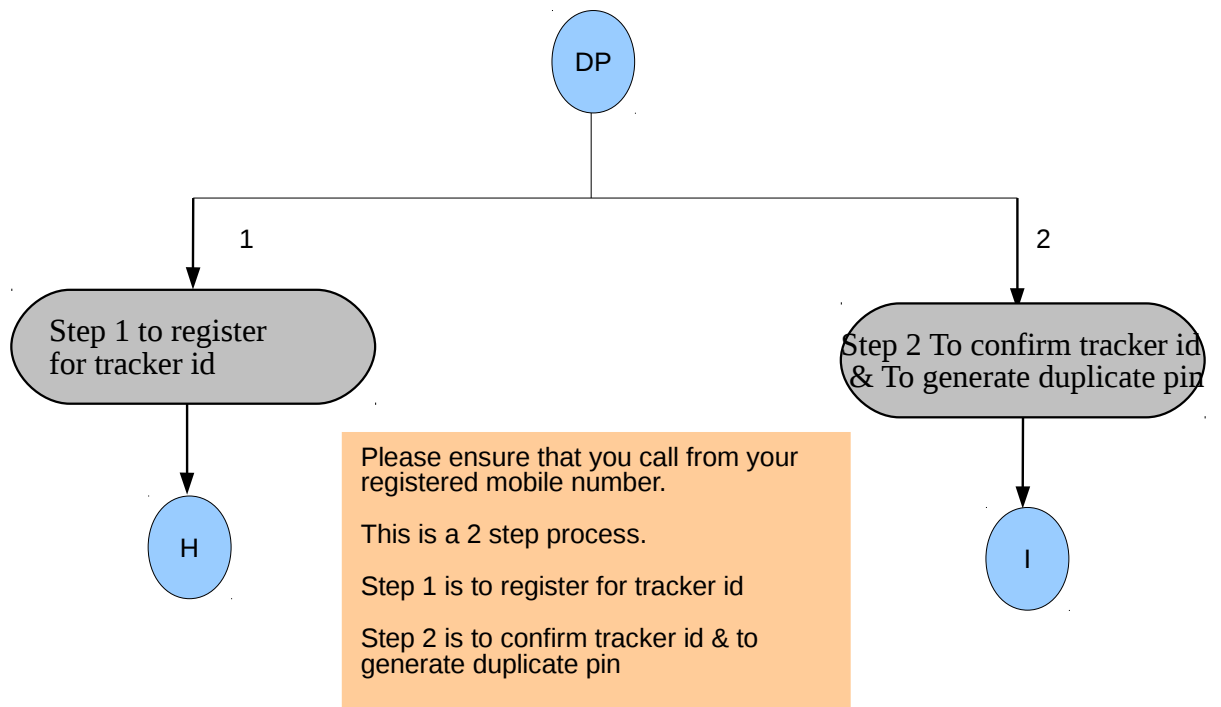 DP
1
2
Step 1 to register
for tracker id
Step 2 To confirm tracker id
& To generate duplicate pin
Please ensure that you call from your
registered mobile number.
This is a 2 step process.
Step 1 is to register for tracker id
Step 2 is to confirm tracker id & to
generate duplicate pin
H
I